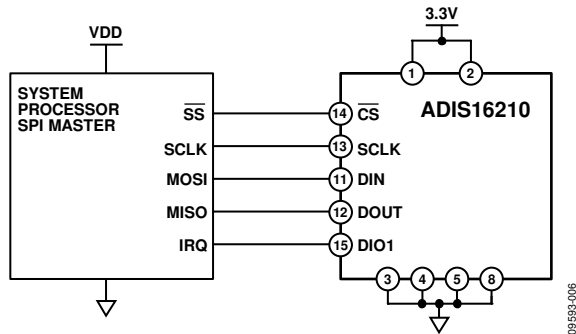 VDD
3.3V
SYSTEM
PROCESSOR
SPI MASTER
1
2
ADIS16210
SS
14
CS
SCLK
13
SCLK
MOSI
11
DIN
MISO
12
DOUT
IRQ
15
DIO1
3
4
5
8
09593-006